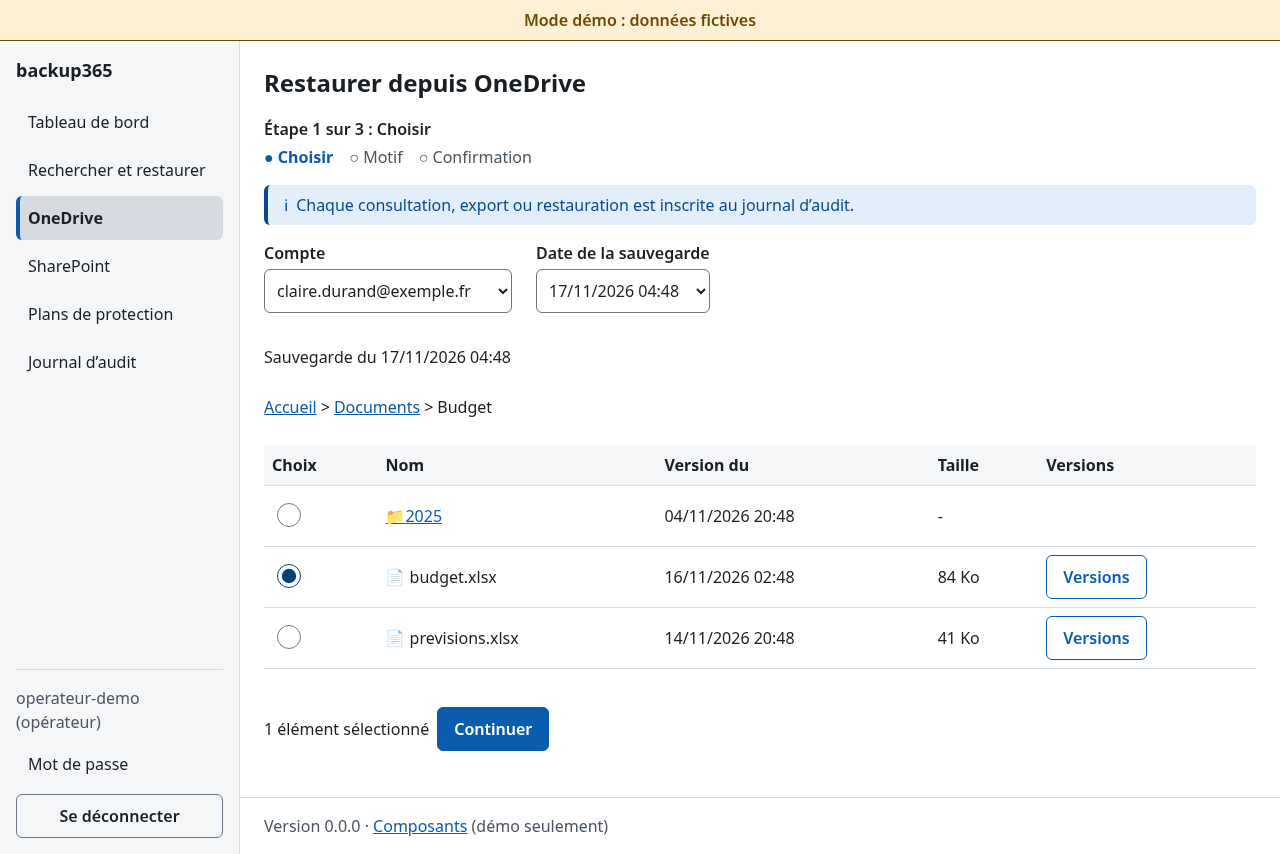 Mode démo : données fictives
backup365
Tableau de bord
Rechercher et restaurer
OneDrive
SharePoint
Plans de protection
Journal d’audit
operateur-demo
(opérateur)
Mot de passe
Se déconnecter
Restaurer depuis OneDrive
Étape 1 sur 3 : Choisir
● Choisir ○ Motif ○ Confirmation
i Chaque consultation, export ou restauration est inscrite au journal d’audit.
Compte Date de la sauvegarde
claire.durand@exemple.fr 17/11/2026 04:48
Sauvegarde du 17/11/2026 04:48
Accueil > Documents > Budget
Choix Nom Version du Taille Versions
📁 2025 04/11/2026 20:48 -
📄 budget.xlsx 16/11/2026 02:48 84 Ko Versions
📄 previsions.xlsx 14/11/2026 20:48 41 Ko Versions
1 élément sélectionné Continuer
Version 0.0.0 · Composants (démo seulement)